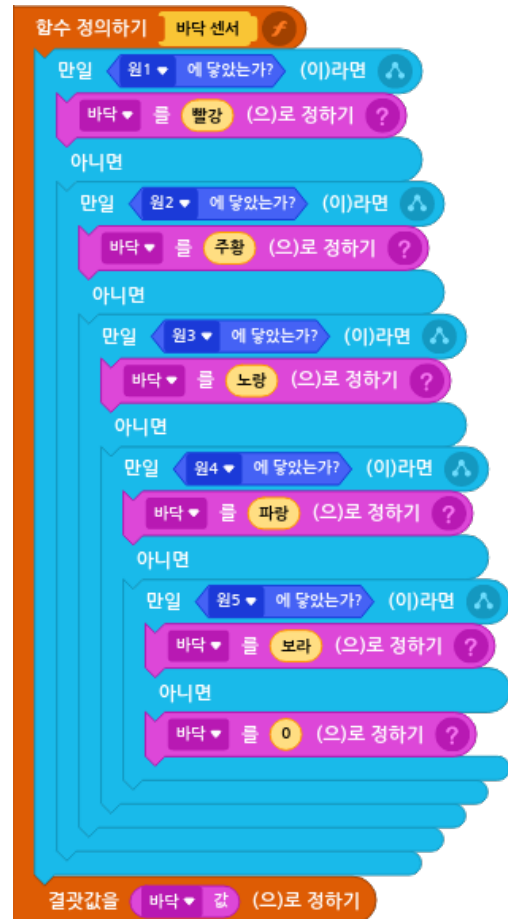 함수 정의하기 바닥 센서
만일 원1 에 닿았는가? (이)라면
바닥 를 빨강 (으)로 정하기 ?
아니면
만일 원2 에 닿았는가? (이)라면
바닥 를 주황 (으)로 정하기 ?
아니면
만일 원3 에 닿았는가? (이)라면
바닥 를 노랑 (으)로 정하기 ?
아니면
만일 원4 에 닿았는가? (이)라면
바닥 를 파랑 (으)로 정하기 ?
아니면
만일 원5 에 닿았는가? (이)라면
바닥 를 보라 (으)로 정하기 ?
아니면
바닥 를 0 (으)로 정하기 ?
결괏값을 바닥 값 (으)로 정하기